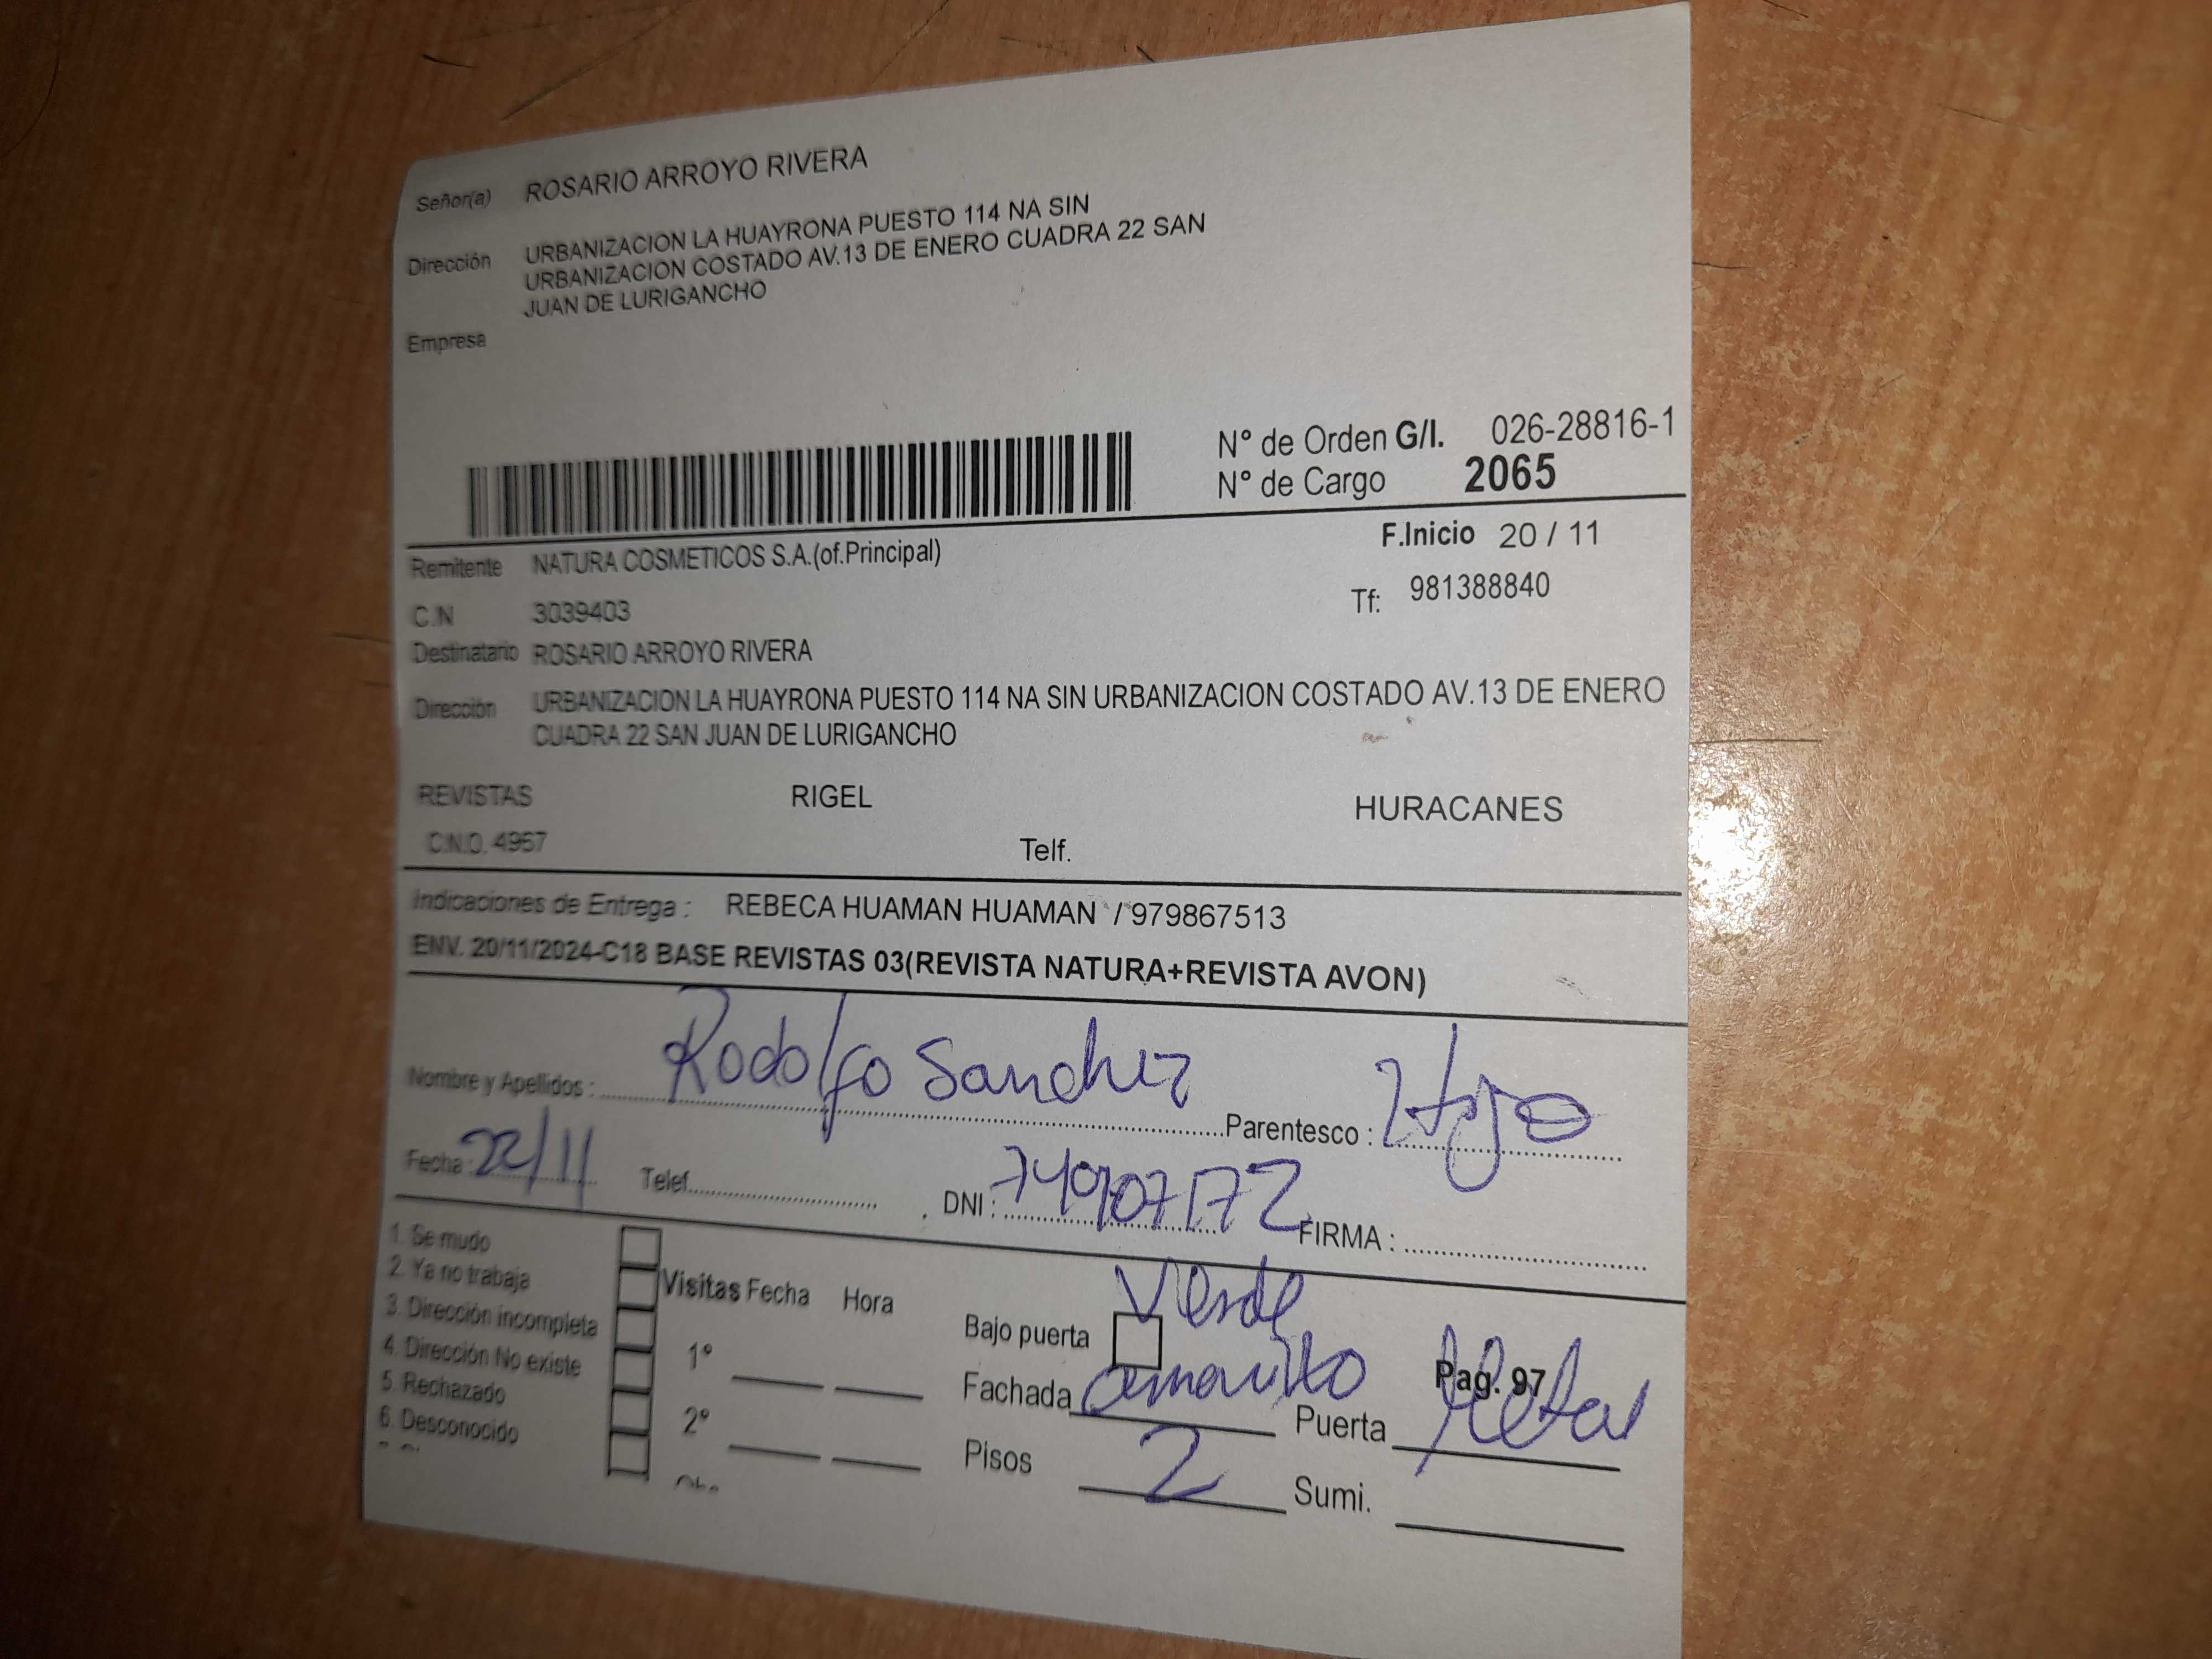 Señor(a) ROSARIO ARROYO RIVERA
Dirección URBANIZACION LA HUAYRONA PUESTO 114 NA SIN
URBANIZACION COSTADO AV.13 DE ENERO CUADRA 22 SAN
JUAN DE LURIGANCHO
Empresa
N° de Orden G/I. 026-28816-1
N° de Cargo 2065
F.Inicio 20 / 11
Remitente NATURA COSMETICOS S.A.(of.Principal)
Tf: 981388840
C.N 3039403
Destinatario ROSARIO ARROYO RIVERA
Dirección URBANIZACION LA HUAYRONA PUESTO 114 NA SIN URBANIZACION COSTADO AV.13 DE ENERO
CUADRA 22 SAN JUAN DE LURIGANCHO
REVISTAS RIGEL HURACANES
C.N.O. 4957 Telf.
Indicaciones de Entrega : REBECA HUAMAN HUAMAN / 979867513
ENV. 20/11/2024-C18 BASE REVISTAS 03(REVISTA NATURA+REVISTA AVON)
Nombre y Apellidos : Rodolfo Sanchez Parentesco : Hijo
Fecha : 22/11 Telef. DNI : FIRMA :
1. Se mudo
2. Ya no trabaja
3. Dirección incompleta
4. Dirección No existe
5. Rechazado
6. Desconocido
Visitas Fecha Hora
1°
2°
Verde
Bajo puerta
Fachada amarillo Pag. 97 Puerta Metal
Pisos 2 Sumi.